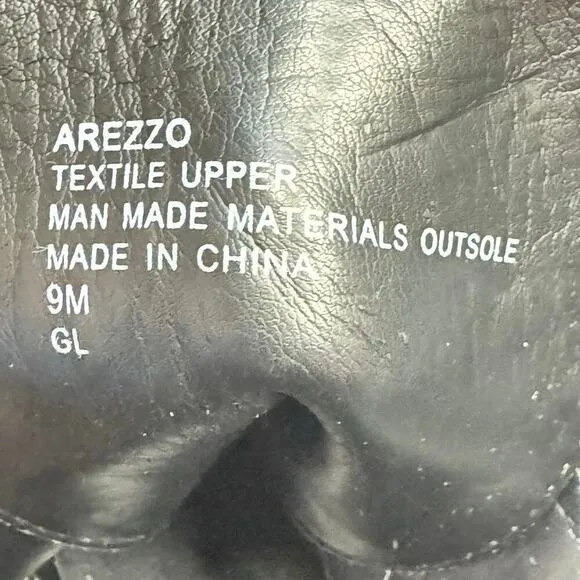 AREZZO
TEXTILE UPPER
MAN MADE MATERIALS OUTSOLE
MADE IN CHINA
9M
GL